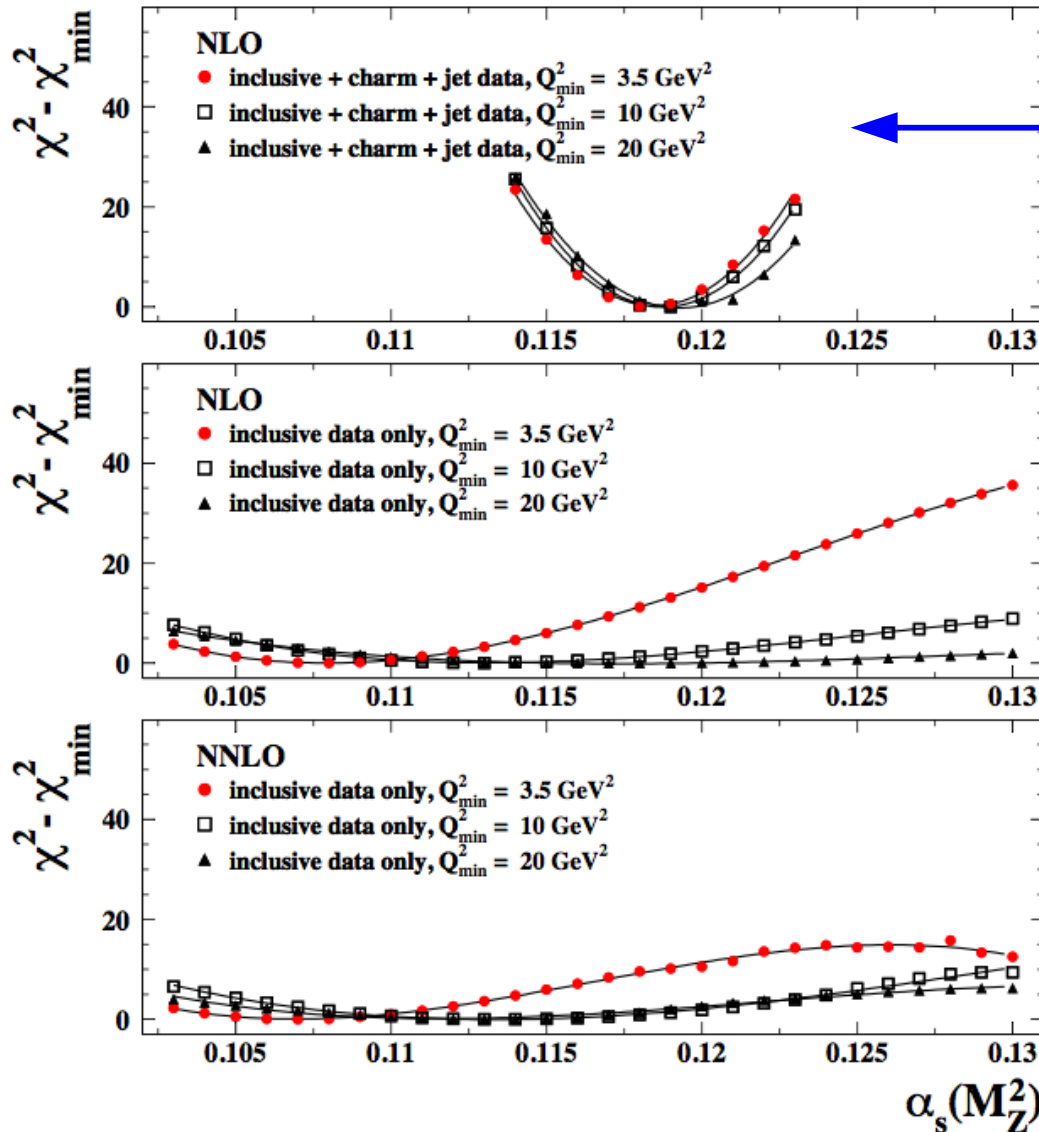 χ² - χ²min
NLO
inclusive + charm + jet data, Q²min = 3.5 GeV²
inclusive + charm + jet data, Q²min = 10 GeV²
inclusive + charm + jet data, Q²min = 20 GeV²
40
20
0
0.105 0.11 0.115 0.12 0.125 0.13
χ² - χ²min
NLO
inclusive data only, Q²min = 3.5 GeV²
inclusive data only, Q²min = 10 GeV²
inclusive data only, Q²min = 20 GeV²
40
20
0
0.105 0.11 0.115 0.12 0.125 0.13
χ² - χ²min
NNLO
inclusive data only, Q²min = 3.5 GeV²
inclusive data only, Q²min = 10 GeV²
inclusive data only, Q²min = 20 GeV²
40
20
0
0.105 0.11 0.115 0.12 0.125 0.13
αs(M²Z)